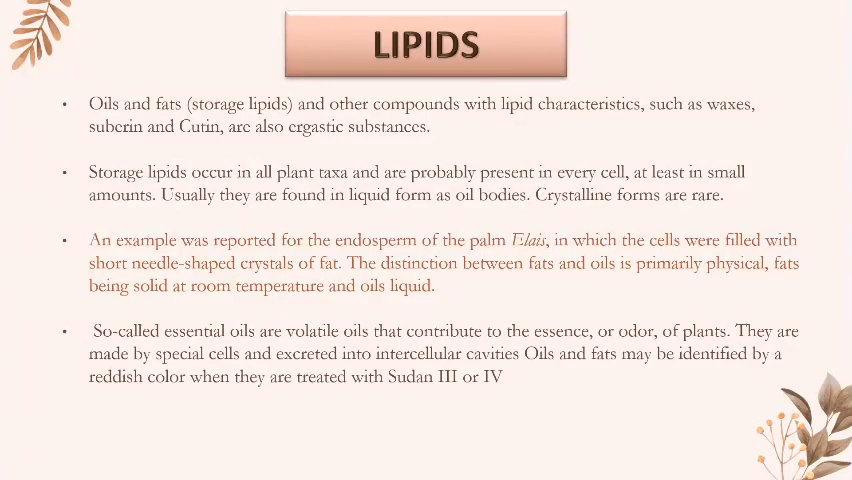 LIPIDS
• Oils and fats (storage lipids) and other compounds with lipid characteristics, such as waxes,
suberin and Cutin, are also ergastic substances.
• Storage lipids occur in all plant taxa and are probably present in every cell, at least in small
amounts. Usually they are found in liquid form as oil bodies. Crystalline forms are rare.
• An example was reported for the endosperm of the palm Elais, in which the cells were filled with
short needle-shaped crystals of fat. The distinction between fats and oils is primarily physical, fats
being solid at room temperature and oils liquid.
• So-called essential oils are volatile oils that contribute to the essence, or odor, of plants. They are
made by special cells and excreted into intercellular cavities Oils and fats may be identified by a
reddish color when they are treated with Sudan III or IV